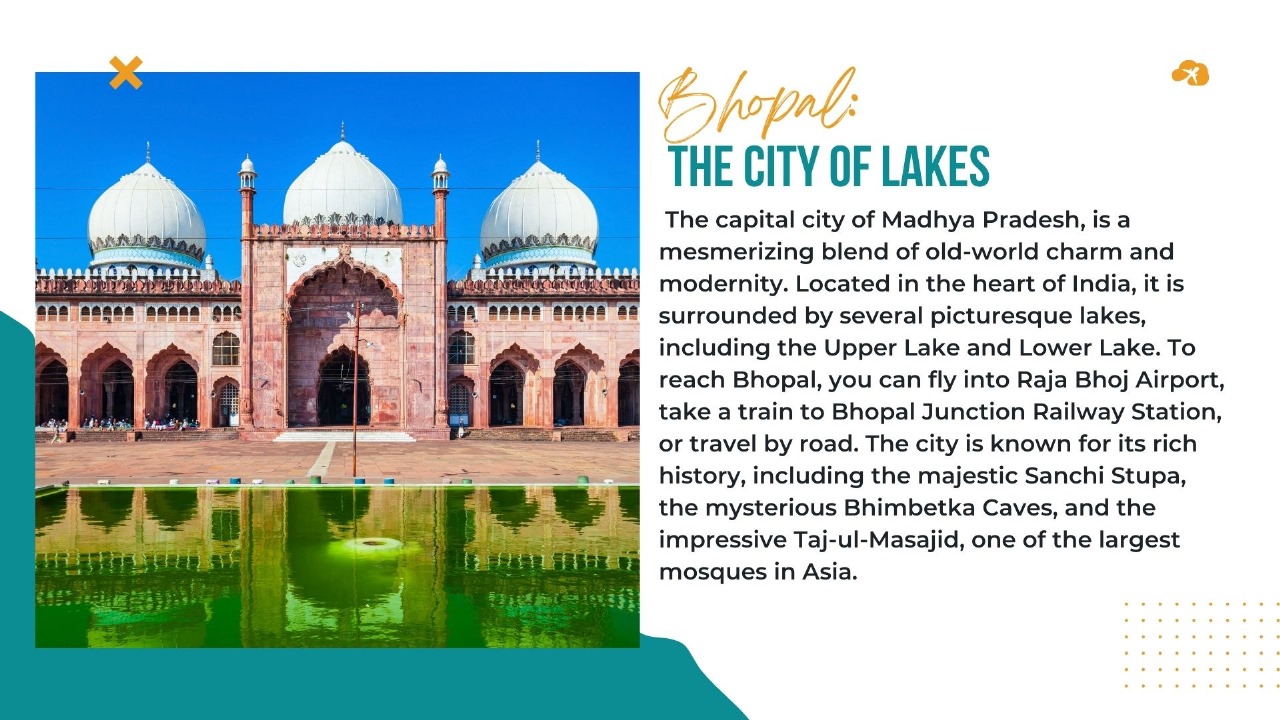 Bhopal:
THE CITY OF LAKES
The capital city of Madhya Pradesh, is a
mesmerizing blend of old-world charm and
modernity. Located in the heart of India, it is
surrounded by several picturesque lakes,
including the Upper Lake and Lower Lake. To
reach Bhopal, you can fly into Raja Bhoj Airport,
take a train to Bhopal Junction Railway Station,
or travel by road. The city is known for its rich
history, including the majestic Sanchi Stupa,
the mysterious Bhimbetka Caves, and the
impressive Taj-ul-Masajid, one of the largest
mosques in Asia.